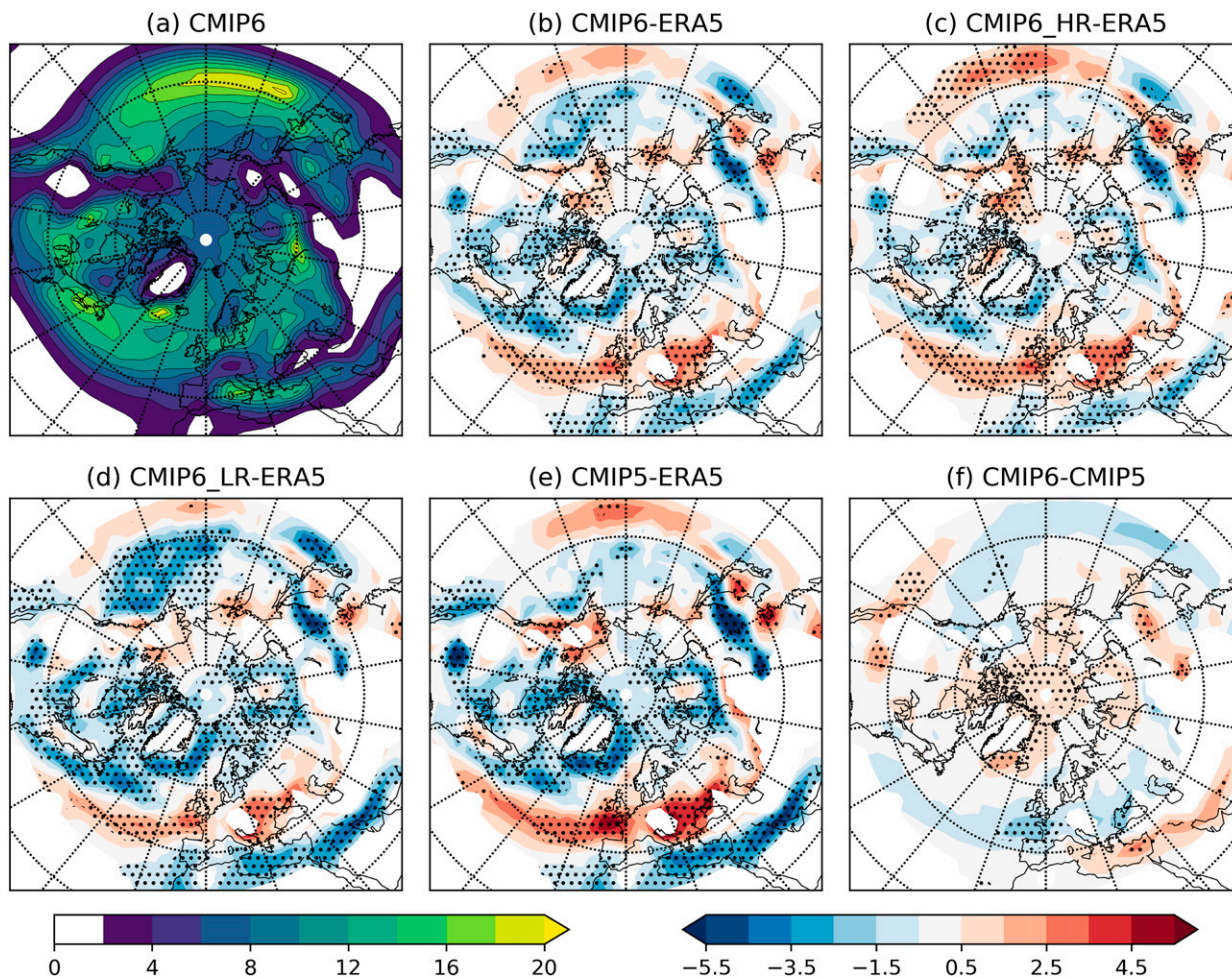 (a) CMIP6
(b) CMIP6-ERA5
(c) CMIP6_HR-ERA5
(d) CMIP6_LR-ERA5
(e) CMIP5-ERA5
(f) CMIP6-CMIP5
0 4 8 12 16 20
−5.5 −3.5 −1.5 0.5 2.5 4.5